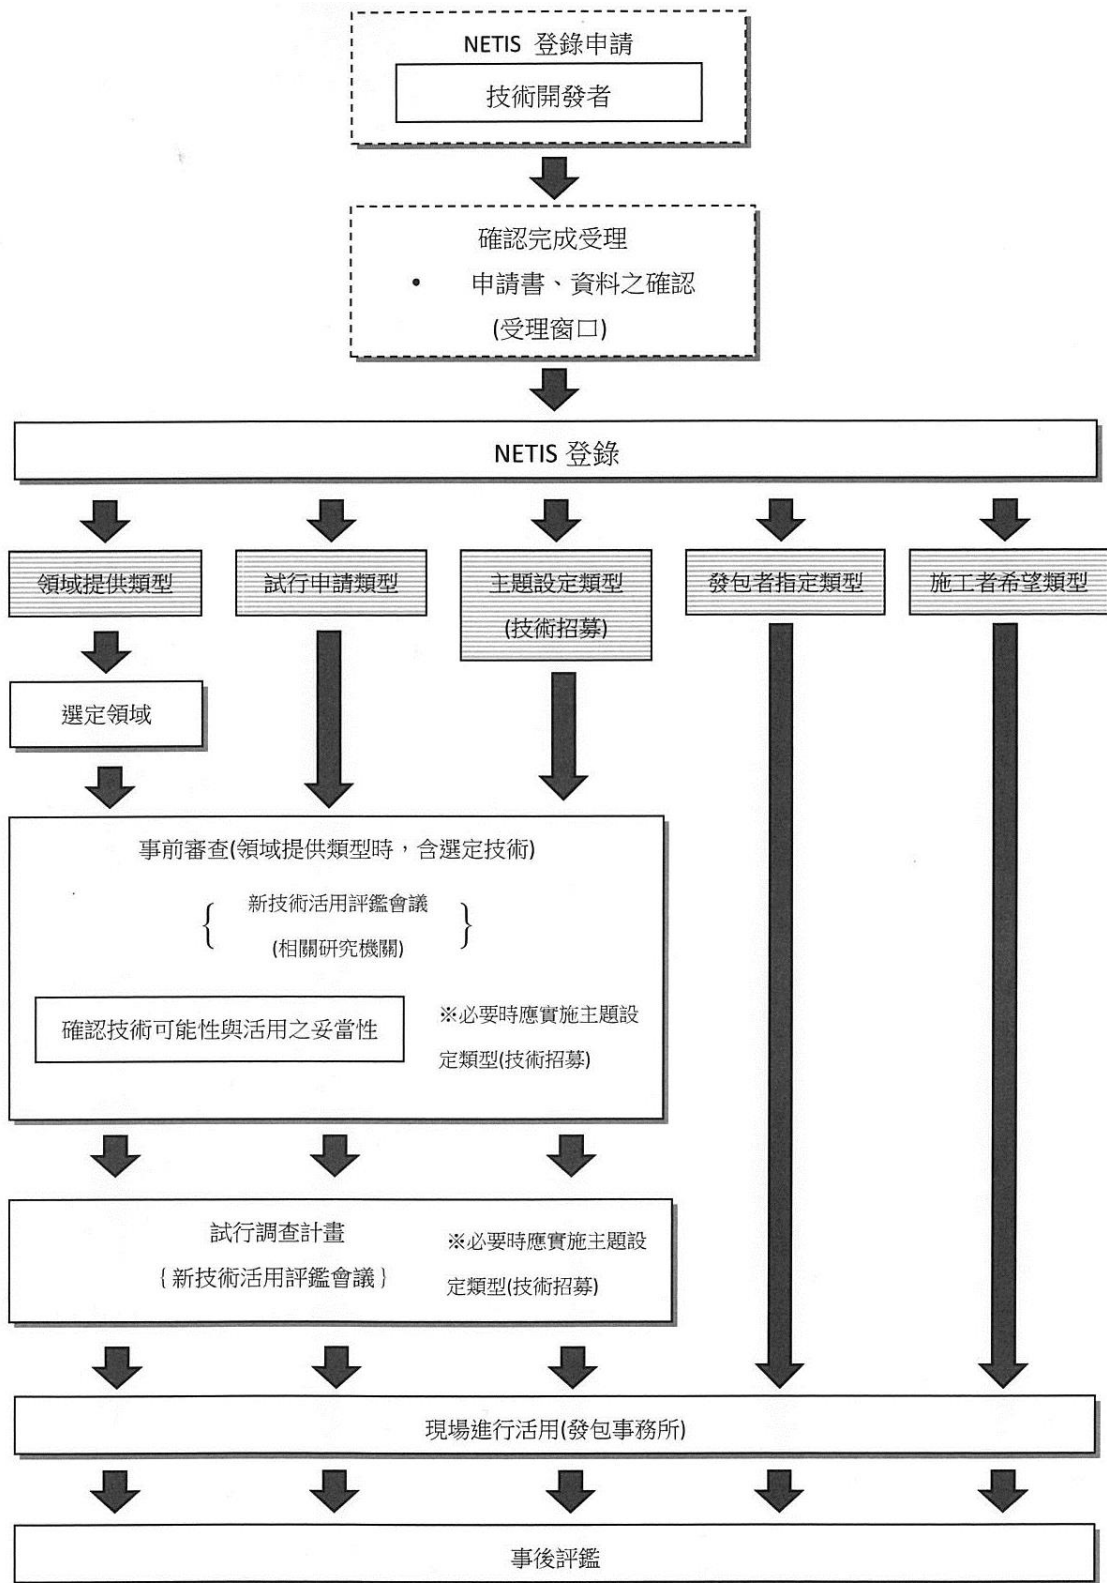 NETIS 登錄申請
技術開發者
確認完成受理
• 申請書、資料之確認
(受理窗口)
NETIS 登錄
領域提供類型
試行申請類型
主題設定類型
(技術招募)
發包者指定類型
施工者希望類型
選定領域
事前審查(領域提供類型時，含選定技術)
{ 新技術活用評鑑會議 }
(相關研究機關)
確認技術可能性與活用之妥當性
※必要時應實施主題設
定類型(技術招募)
試行調查計畫
{新技術活用評鑑會議}
※必要時應實施主題設
定類型(技術招募)
現場進行活用(發包事務所)
事後評鑑